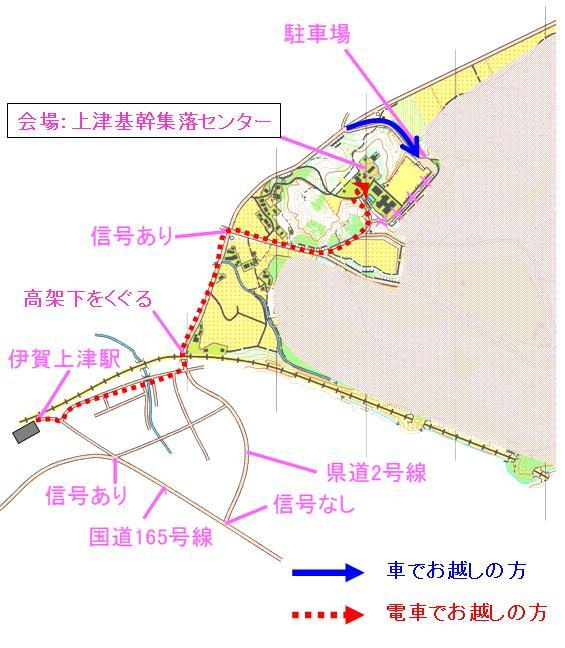 駐車場
会場：上津基幹集落センター
信号あり
高架下をくぐる
伊賀上津駅
県道2号線
信号あり
信号なし
国道165号線
車でお越しの方
電車でお越しの方